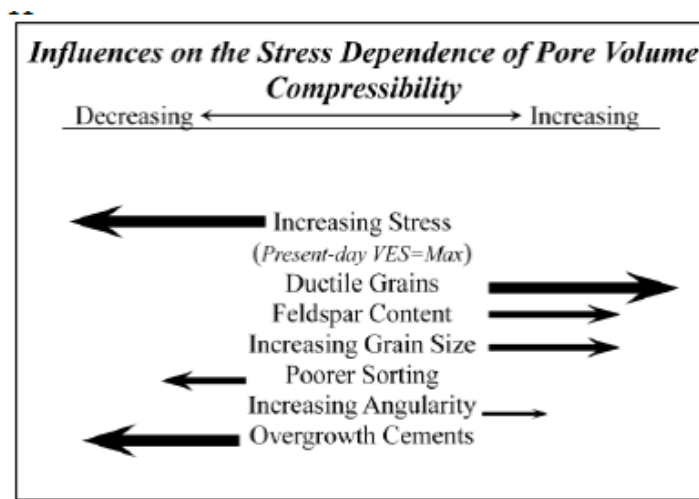 Influences on the Stress Dependence of Pore Volume
Compressibility
Decreasing Increasing
Increasing Stress
(Present-day VES=Max)
Ductile Grains
Feldspar Content
Increasing Grain Size
Poorer Sorting
Increasing Angularity
Overgrowth Cements